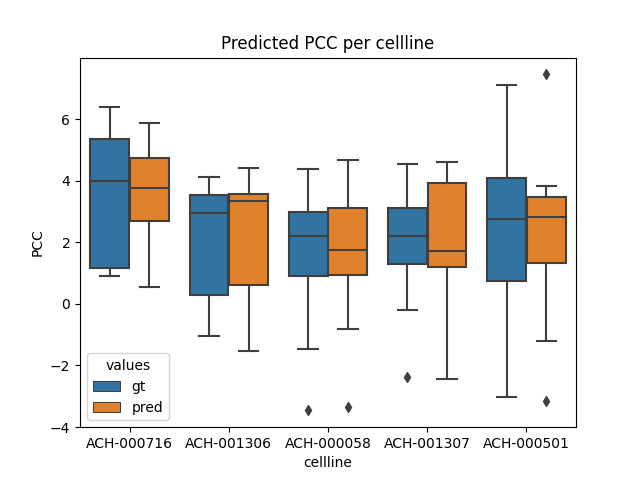 Predicted PCC per cellline
PCC
6
4
2
0
−2
−4
values
gt
pred
ACH-000716 ACH-001306 ACH-000058 ACH-001307 ACH-000501
cellline